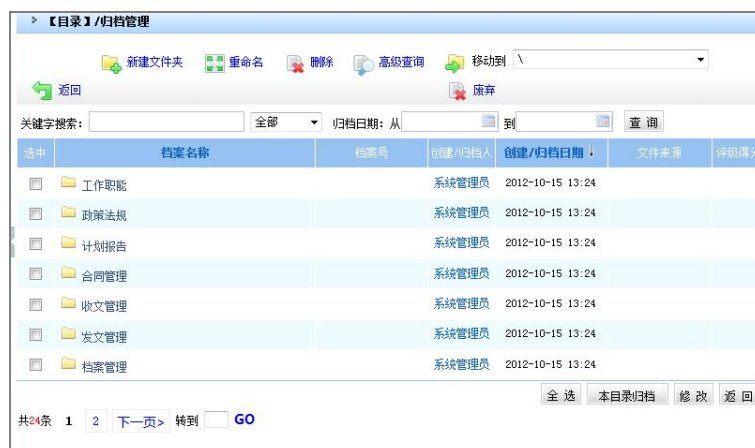 【目录】/归档管理
新建文件夹 重命名 删除 高级查询 移动到 \
返回 废弃
关键字搜索: 全部 归档日期: 从 到 查 询
选中 档案名称 档案号 创建/归档人 创建/归档日期 文件来源 评级得分
工作职能 系统管理员 2012-10-15 13:24
政策法规 系统管理员 2012-10-15 13:24
计划报告 系统管理员 2012-10-15 13:24
合同管理 系统管理员 2012-10-15 13:24
收文管理 系统管理员 2012-10-15 13:24
发文管理 系统管理员 2012-10-15 13:24
档案管理 系统管理员 2012-10-15 13:24
全 选 本目录归档 修 改 返 回
共24条 1 2 下一页> 转到 GO